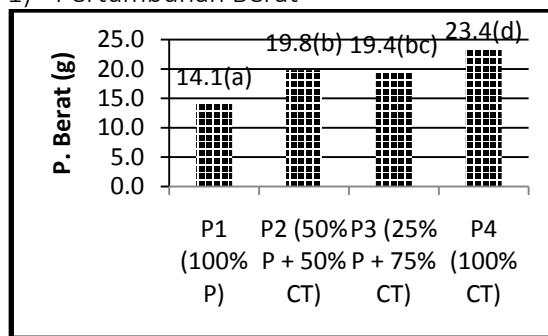 1) Pertumbuhan Berat
P. Berat (g)
25.0
20.0
15.0
10.0
5.0
0.0
14.1(a)
19.8(b)
19.4(bc)
23.4(d)
P1
(100%
P)
P2 (50%
P + 50%
CT)
P3 (25%
P + 75%
CT)
P4
(100%
CT)